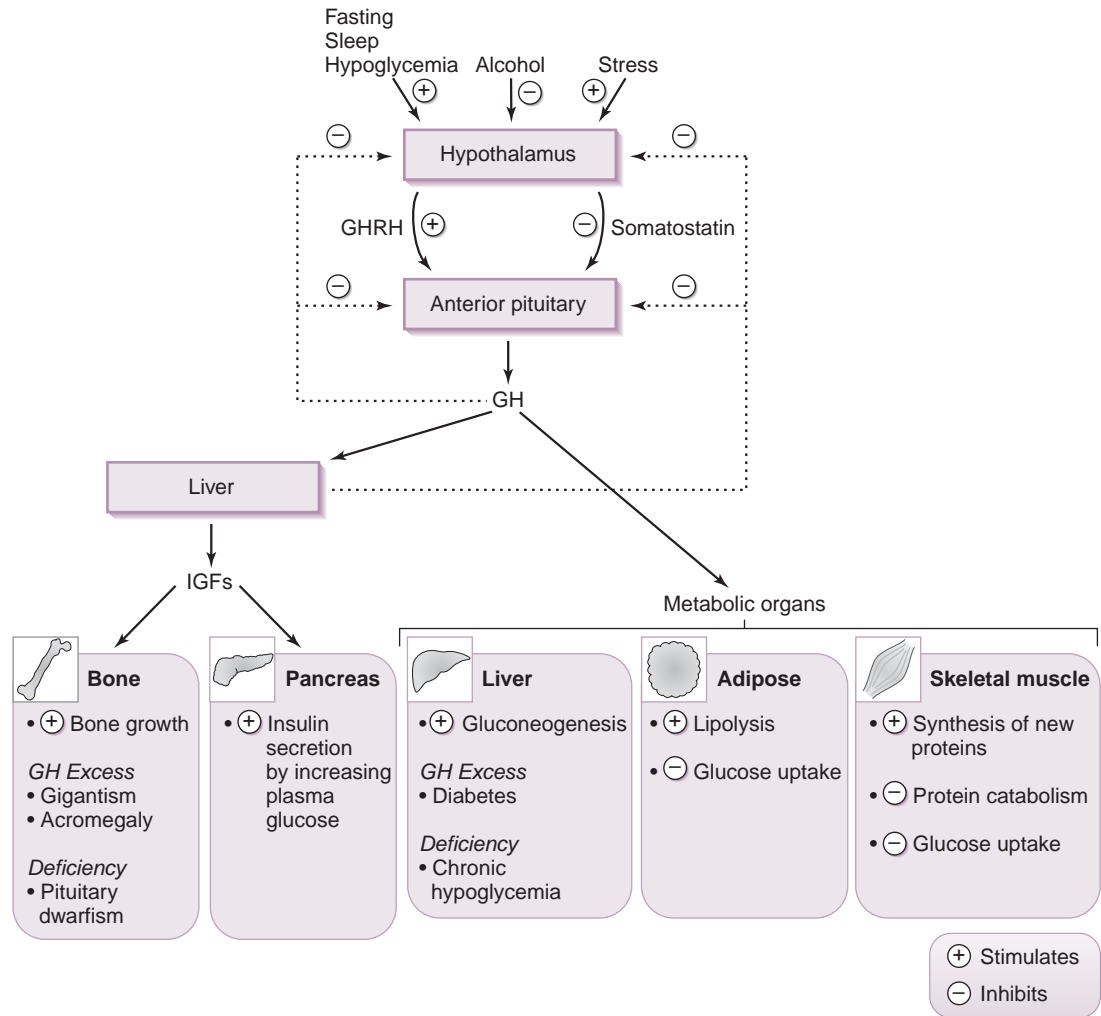 Fasting
Sleep
Hypoglycemia
Alcohol
Stress
+
−
+
−
−
Hypothalamus
GHRH
+
−
Somatostatin
−
−
Anterior pituitary
GH
Liver
IGFs
Metabolic organs
Bone
• + Bone growth
GH Excess
• Gigantism
• Acromegaly
Deficiency
• Pituitary
dwarfism
Pancreas
• + Insulin
secretion
by increasing
plasma
glucose
Liver
• + Gluconeogenesis
GH Excess
• Diabetes
Deficiency
• Chronic
hypoglycemia
Adipose
• + Lipolysis
• − Glucose uptake
Skeletal muscle
• + Synthesis of new
proteins
• − Protein catabolism
• − Glucose uptake
+ Stimulates
− Inhibits